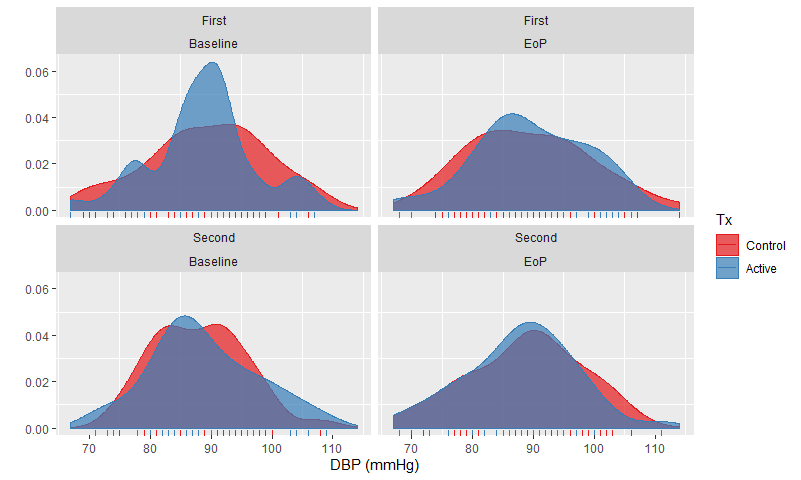 First
First
Baseline
EoP
0.06
0.04
0.02
0.00
Second
Second
Baseline
EoP
0.06
0.04
0.02
0.00
70 80 90 100 110
70 80 90 100 110
DBP (mmHg)
Tx
Control
Active